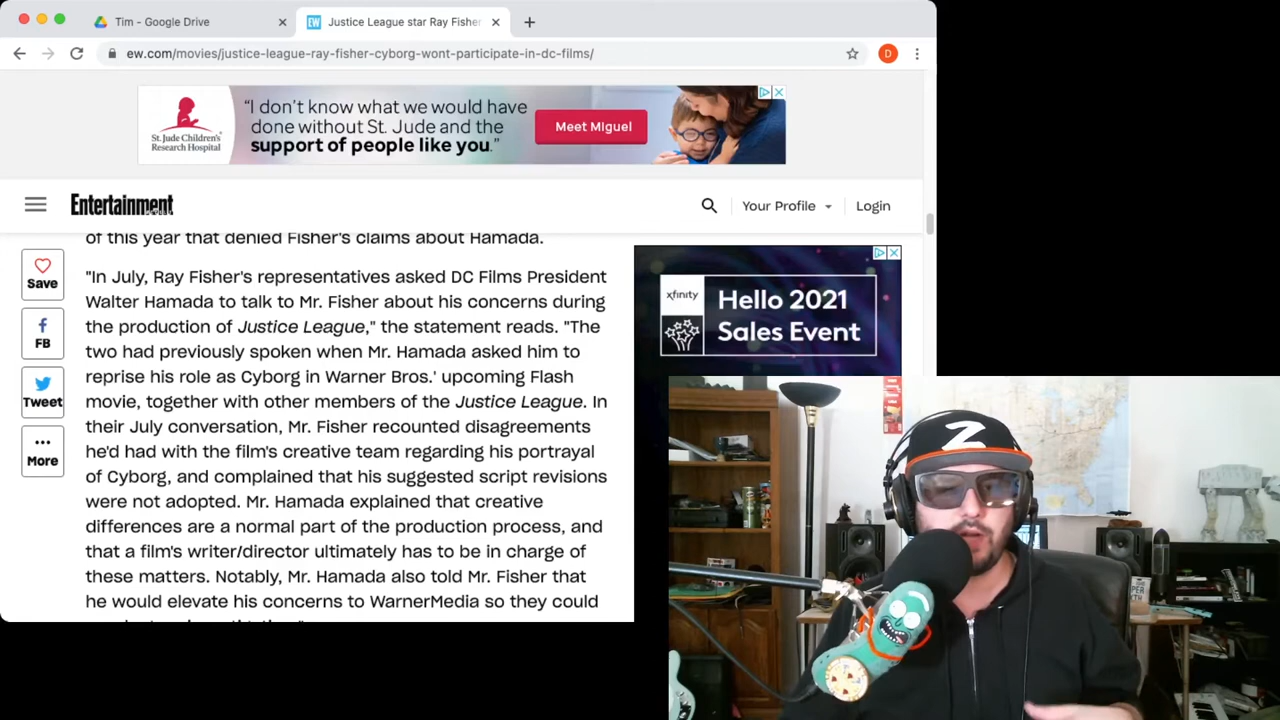 Tim - Google Drive
Justice League star Ray Fisher
ew.com/movies/justice-league-ray-fisher-cyborg-wont-participate-in-dc-films/
D
"I don't know what we would have
done without St. Jude and the
support of people like you."
St. Jude Children's
Research Hospital
Meet Miguel
Entertainment
Your Profile
Login
of this year that denied Fisher's claims about Hamada.
"In July, Ray Fisher's representatives asked DC Films President
Walter Hamada to talk to Mr. Fisher about his concerns during
the production of Justice League," the statement reads. "The
two had previously spoken when Mr. Hamada asked him to
reprise his role as Cyborg in Warner Bros.' upcoming Flash
movie, together with other members of the Justice League. In
their July conversation, Mr. Fisher recounted disagreements
he'd had with the film's creative team regarding his portrayal
of Cyborg, and complained that his suggested script revisions
were not adopted. Mr. Hamada explained that creative
differences are a normal part of the production process, and
that a film's writer/director ultimately has to be in charge of
these matters. Notably, Mr. Hamada also told Mr. Fisher that
he would elevate his concerns to WarnerMedia so they could
Save
FB
Tweet
More
xfinity
Hello 2021
Sales Event
Z